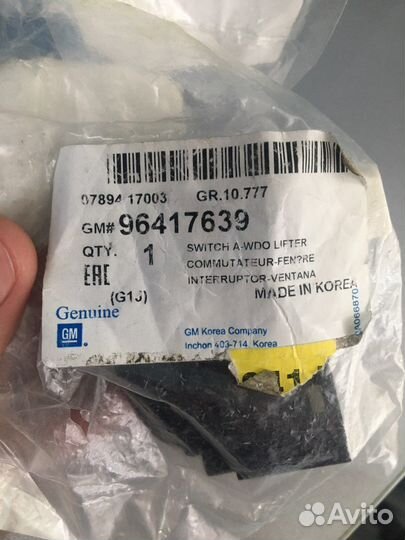 07894 17003 GR.10.777
GM# 96417639
QTY. 1 SWITCH A-WDO LIFTER
COMMUTATEUR-FEN?RE
INTERRUPTOR-VENTANA
EAC
(G1J) MADE IN KOREA
Genuine
GM
GM Korea Company
Inchon 403-714, Korea
Avito